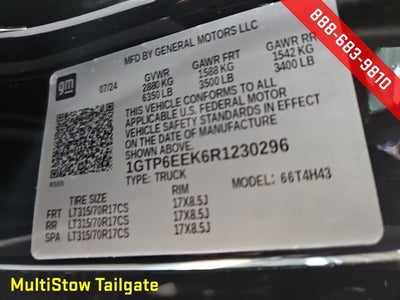 888-683-9810
MFD BY GENERAL MOTORS LLC
gm
07/24
GVWR GAWR FRT GAWR RR
2880 KG 1588 KG 1542 KG
6350 LB 3500 LB 3400 LB
THIS VEHICLE CONFORMS TO ALL
APPLICABLE U.S. FEDERAL MOTOR
VEHICLE SAFETY STANDARDS IN EFFECT
ON THE DATE OF MANUFACTURE
SHOWN ABOVE.
1GTP6EEK6R1230296
TYPE: TRUCK MODEL: 66T4H43
TIRE SIZE RIM
FRT LT315/70R17CS 17X8.5J
RR LT315/70R17CS 17X8.5J
SPA LT315/70R17CS 17X8.5J
MultiStow Tailgate